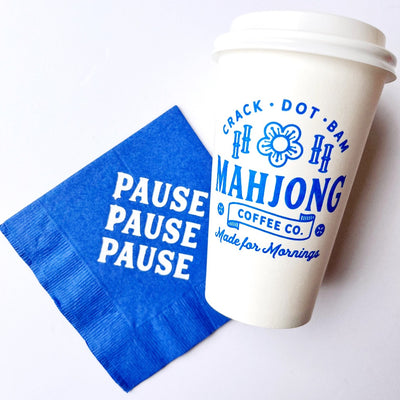 PAUSE
PAUSE
PAUSE
CRACK · DOT · BAM
MAHJONG
COFFEE CO.
Made for Mornings